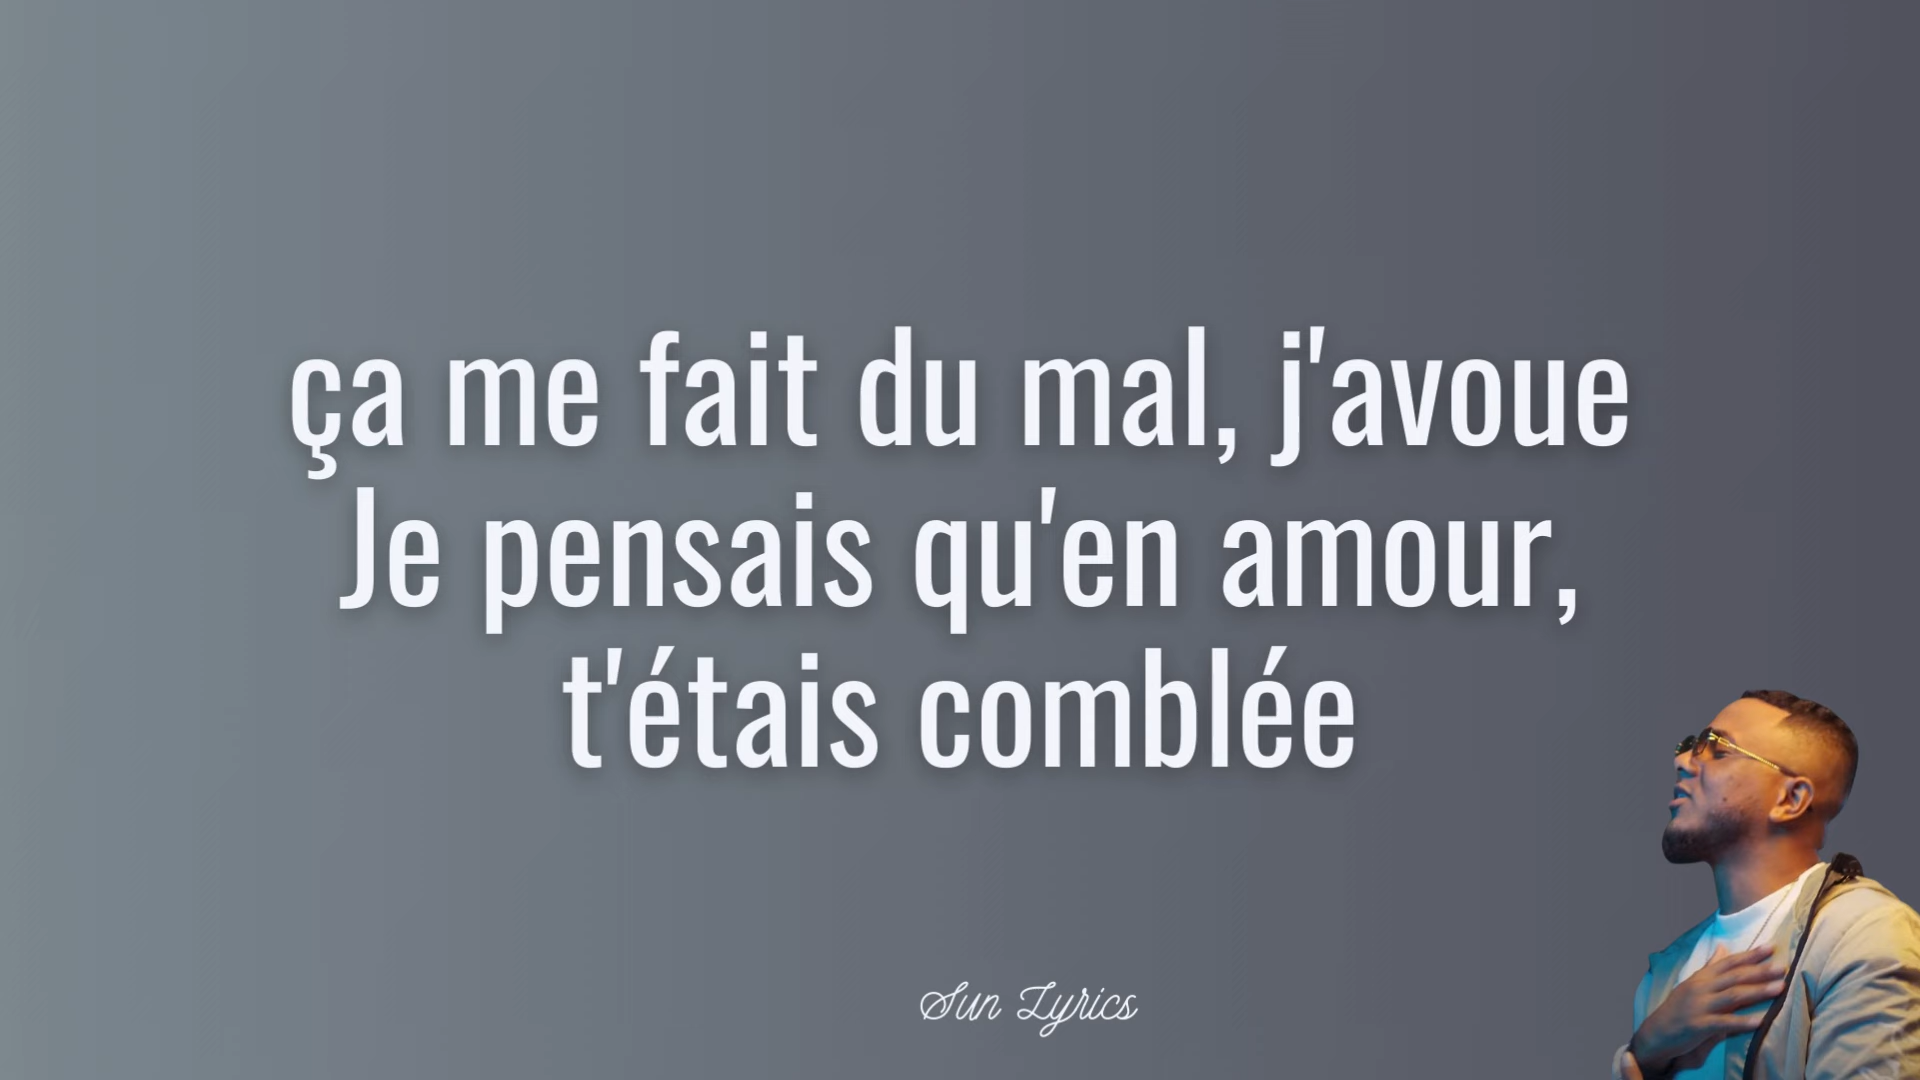 ça me fait du mal, j'avoue
Je pensais qu'en amour,
t'étais comblée
Sun Lyrics